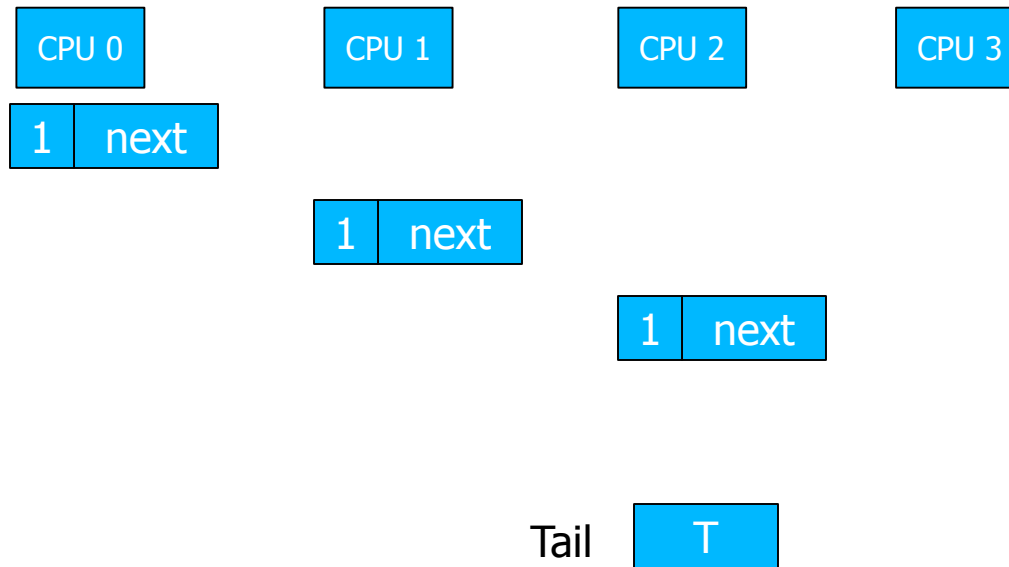 CPU 0
CPU 1
CPU 2
CPU 3
1 next
1 next
1 next
Tail T